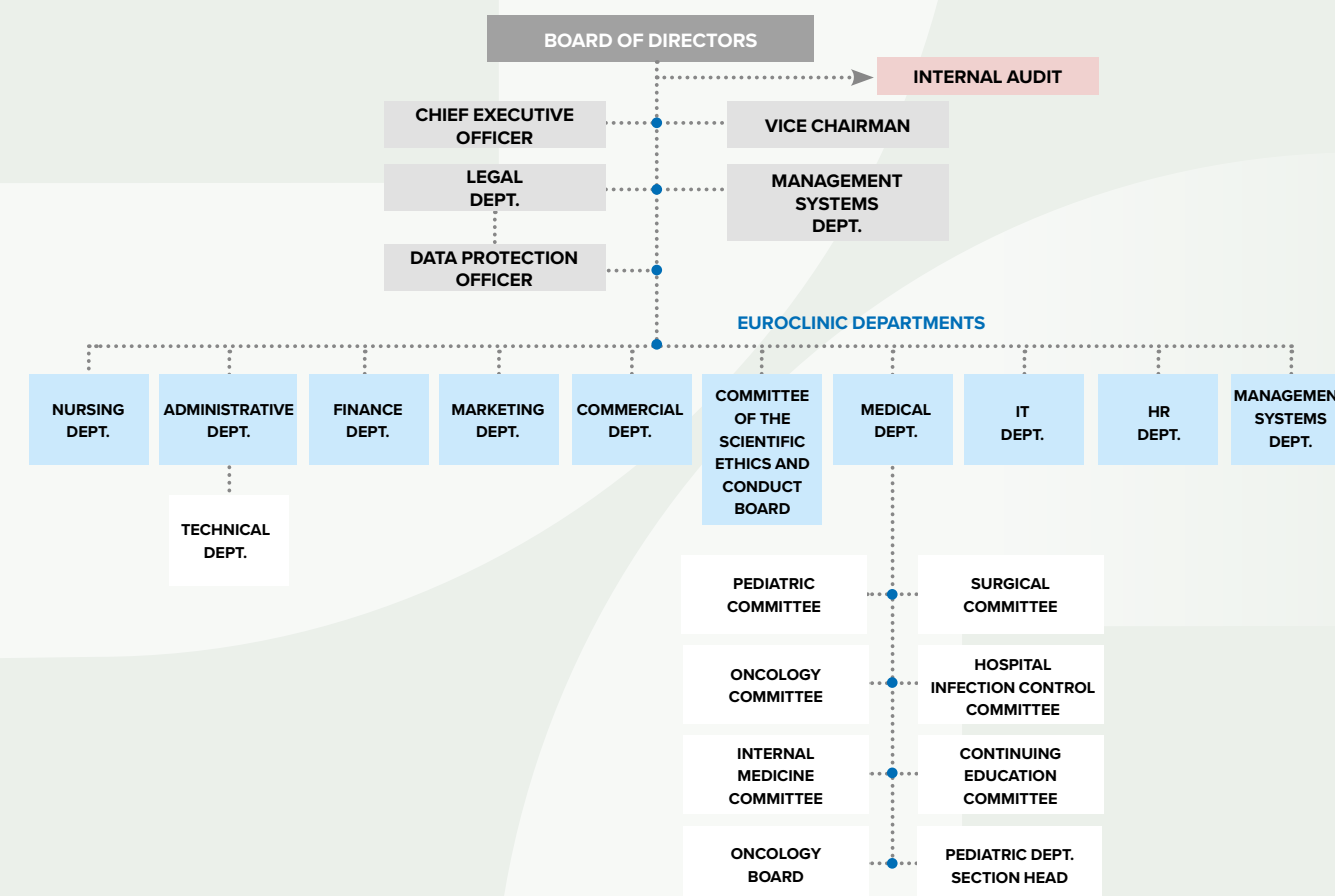 BOARD OF DIRECTORS
INTERNAL AUDIT
CHIEF EXECUTIVE
OFFICER
VICE CHAIRMAN
LEGAL
DEPT.
MANAGEMENT
SYSTEMS
DEPT.
DATA PROTECTION
OFFICER
EUROCLINIC DEPARTMENTS
NURSING
DEPT.
ADMINISTRATIVE
DEPT.
FINANCE
DEPT.
MARKETING
DEPT.
COMMERCIAL
DEPT.
COMMITTEE
OF THE
SCIENTIFIC
ETHICS AND
CONDUCT
BOARD
MEDICAL
DEPT.
IT
DEPT.
HR
DEPT.
MANAGEMEN
SYSTEMS
DEPT.
TECHNICAL
DEPT.
PEDIATRIC
COMMITTEE
SURGICAL
COMMITTEE
ONCOLOGY
COMMITTEE
HOSPITAL
INFECTION CONTROL
COMMITTEE
INTERNAL
MEDICINE
COMMITTEE
CONTINUING
EDUCATION
COMMITTEE
ONCOLOGY
BOARD
PEDIATRIC DEPT.
SECTION HEAD